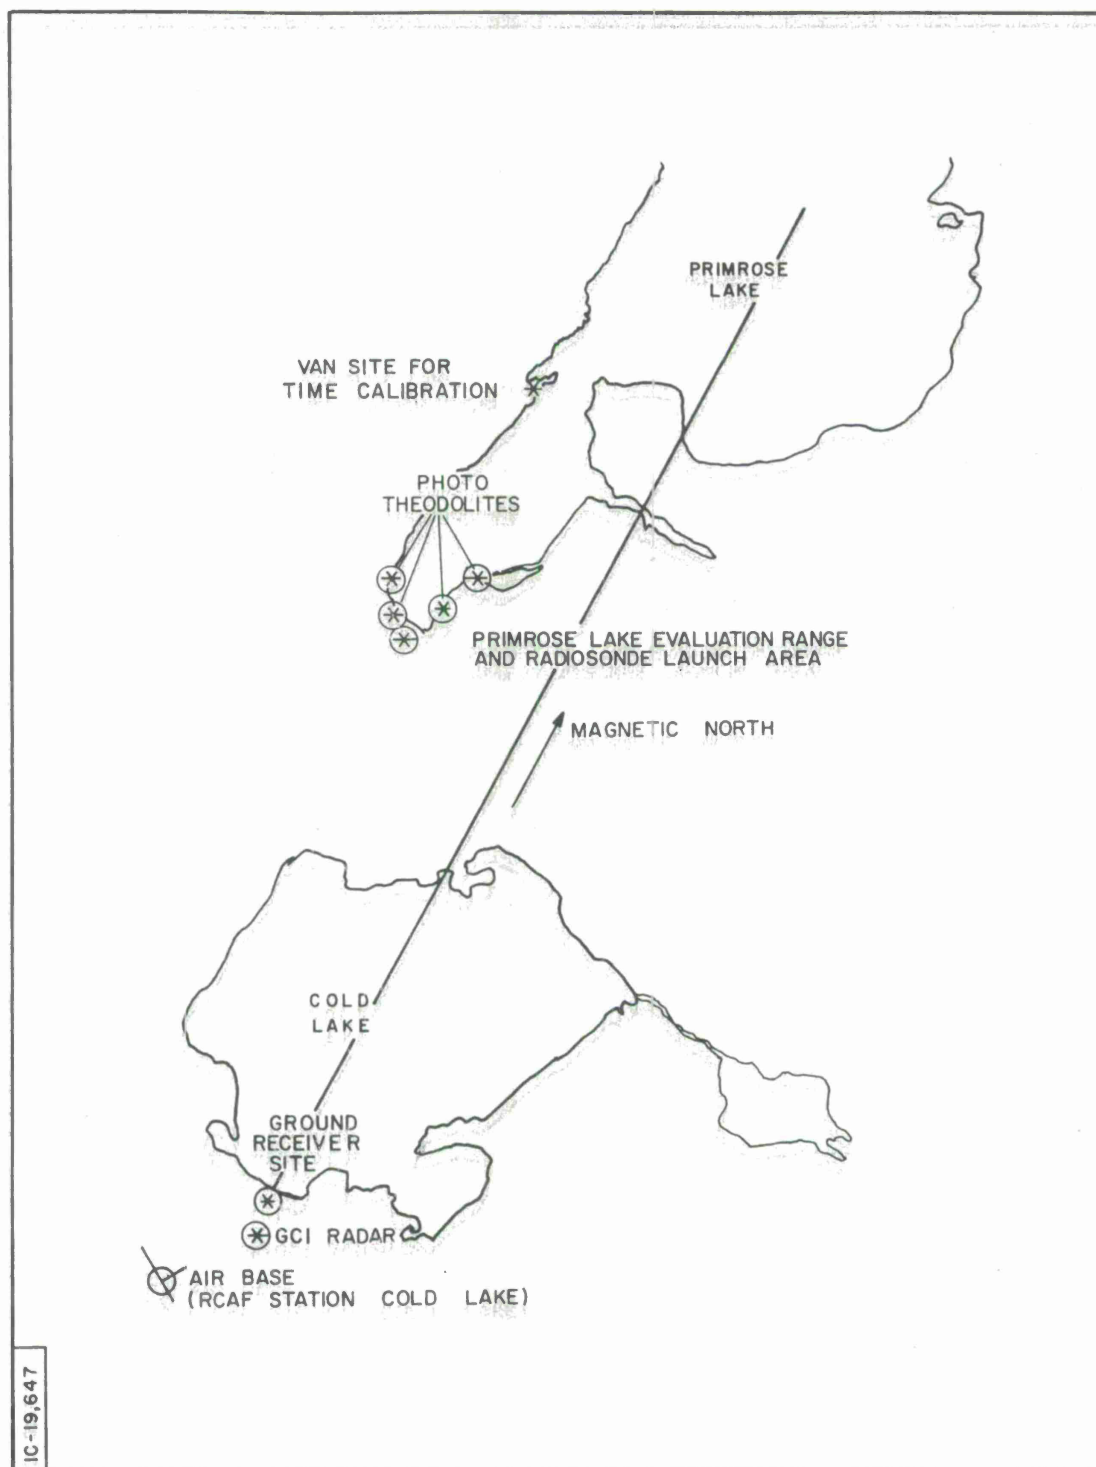 PRIMROSE
LAKE
VAN SITE FOR
TIME CALIBRATION
PHOTO
THEODOLITES
PRIMROSE LAKE EVALUATION RANGE
AND RADIOSONDE LAUNCH AREA
MAGNETIC NORTH
COLD
LAKE
GROUND
RECEIVER
SITE
GCI RADAR
AIR BASE
(RCAF STATION COLD LAKE)
IC-19,647